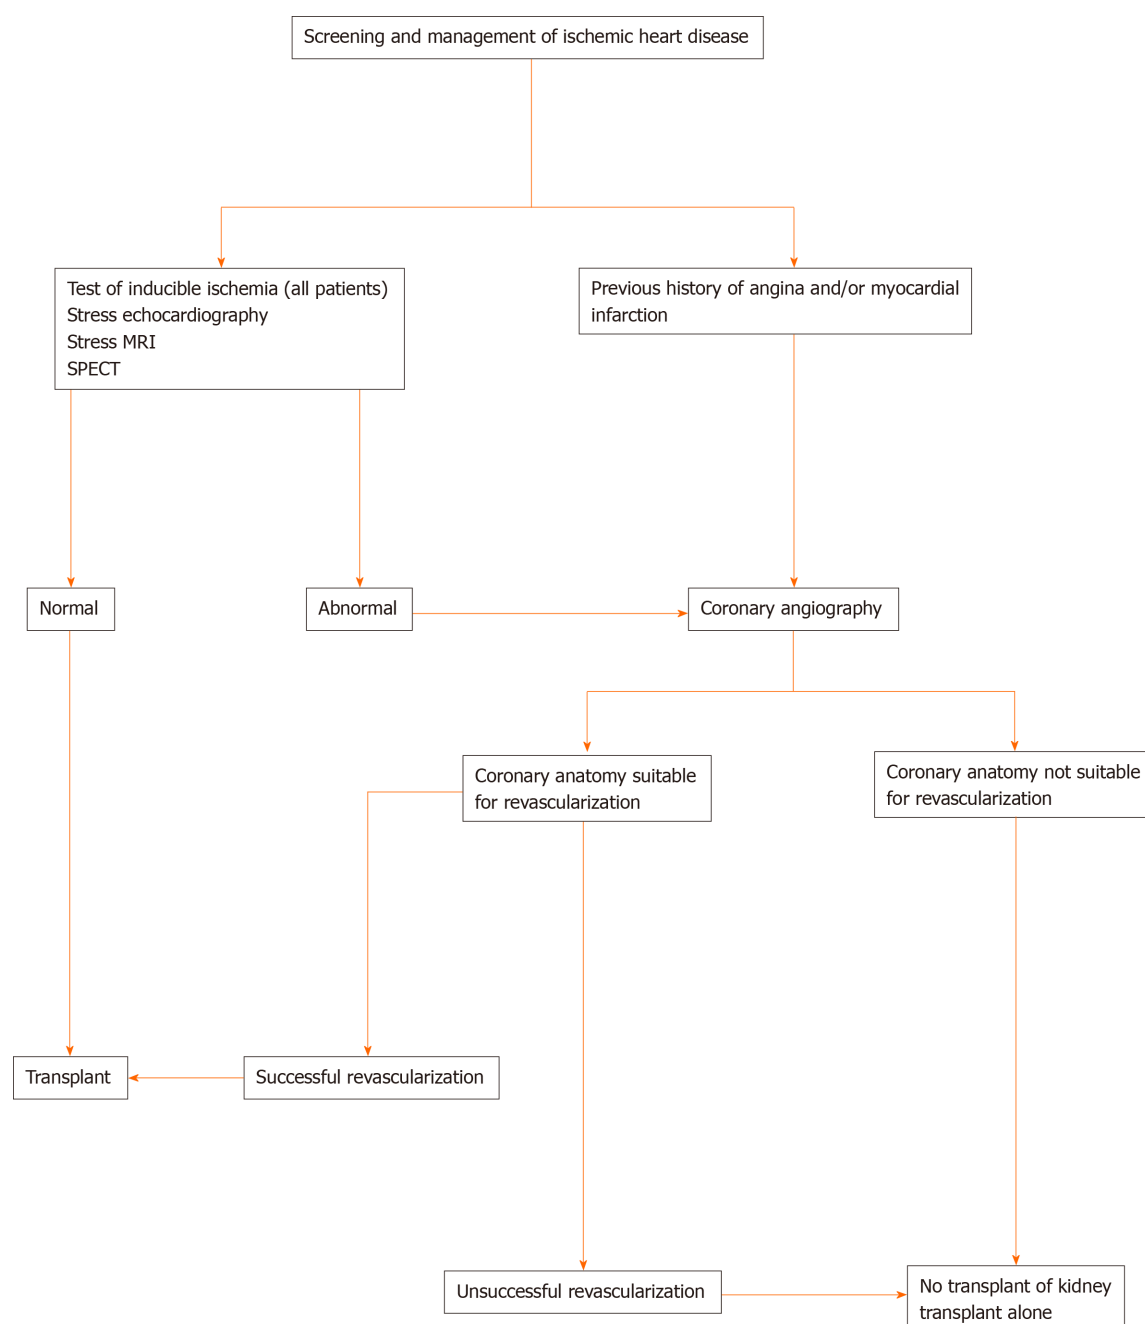 Screening and management of ischemic heart disease
Test of inducible ischemia (all patients)
Stress echocardiography
Stress MRI
SPECT
Previous history of angina and/or myocardial
infarction
Normal
Abnormal
Coronary angiography
Coronary anatomy suitable
for revascularization
Coronary anatomy not suitable
for revascularization
Transplant
Successful revascularization
Unsuccessful revascularization
No transplant of kidney
transplant alone